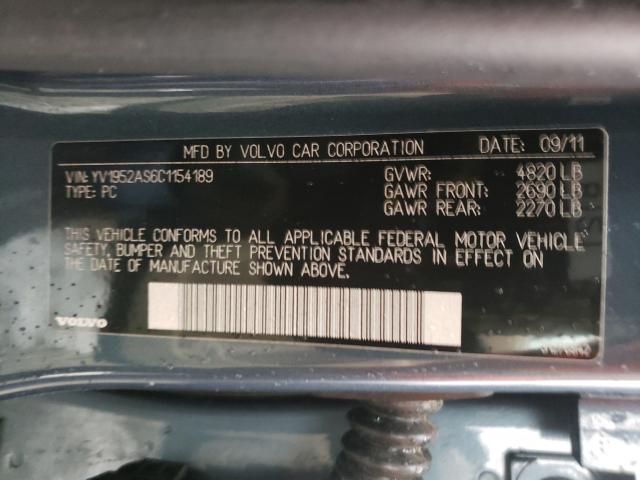 MFD BY VOLVO CAR CORPORATION DATE: 09/11
VIN: YV1952AS6C1154189 GVWR: 4820 LB
TYPE: PC GAWR FRONT: 2690 LB
GAWR REAR: 2270 LB
THIS VEHICLE CONFORMS TO ALL APPLICABLE FEDERAL MOTOR VEHICLE
SAFETY, BUMPER AND THEFT PREVENTION STANDARDS IN EFFECT ON
THE DATE OF MANUFACTURE SHOWN ABOVE.
VOLVO